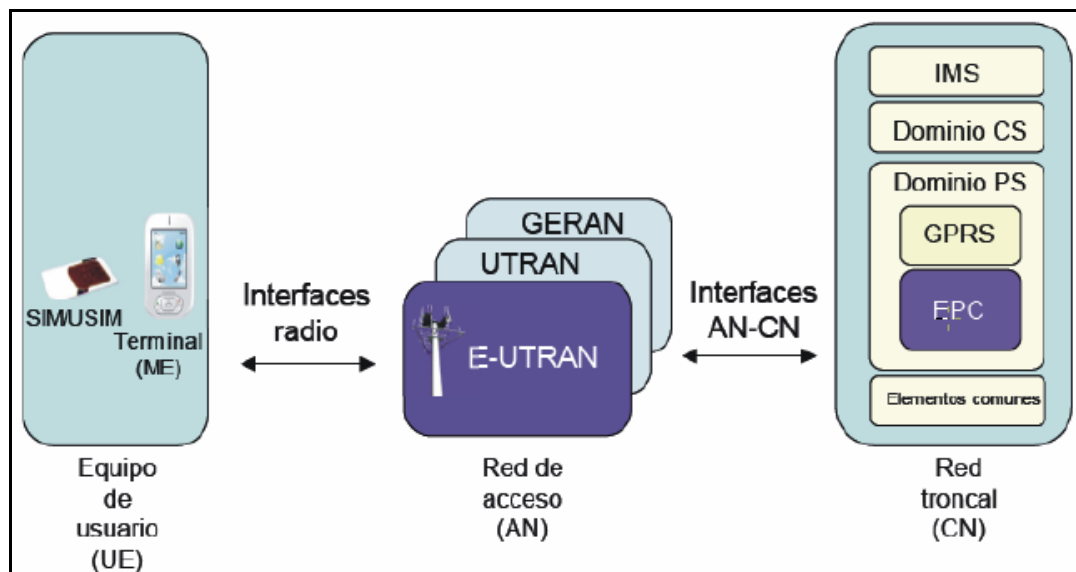 SIM/USIM
Terminal
(ME)
Equipo
de
usuario
(UE)
Interfaces
radio
GERAN
UTRAN
E-UTRAN
Red de
acceso
(AN)
Interfaces
AN-CN
IMS
Dominio CS
Dominio PS
GPRS
EPC
Elementos comunes
Red
troncal
(CN)